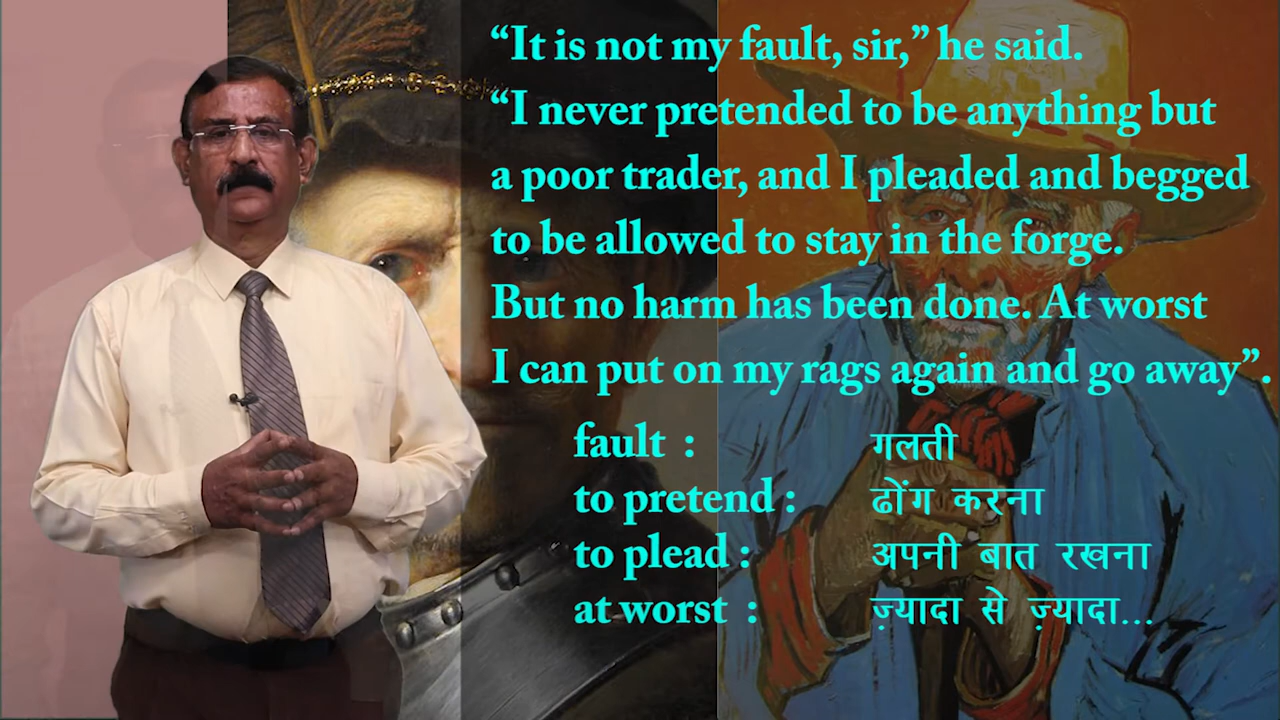 “It is not my fault, sir,” he said.
“I never pretended to be anything but
a poor trader, and I pleaded and begged
to be allowed to stay in the forge.
But no harm has been done. At worst
I can put on my rags again and go away”.
fault : गलती
to pretend : ढोंग करना
to plead : अपनी बात रखना
at worst : ज़्यादा से ज़्यादा...